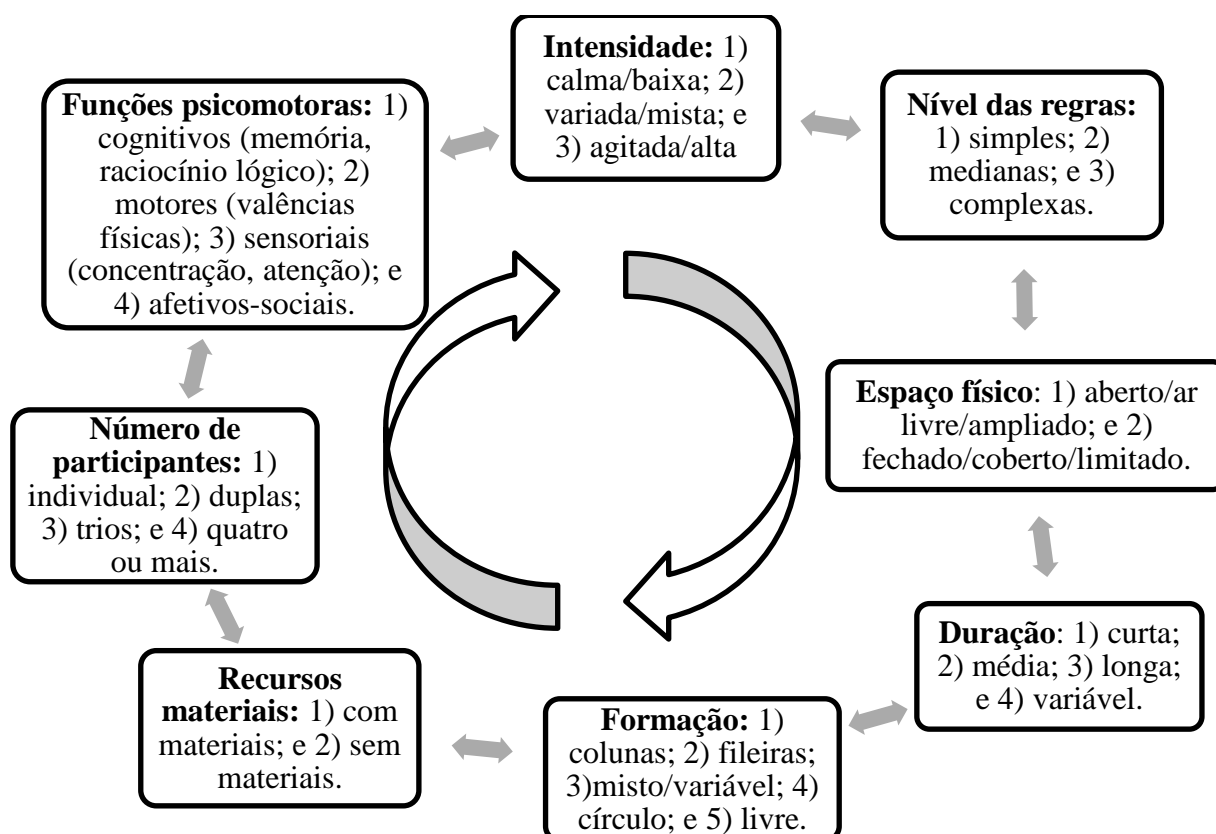 Intensidade: 1)
calma/baixa; 2)
variada/mista; e
3) agitada/alta
Nível das regras:
1) simples; 2)
medianas; e 3)
complexas.
Espaço físico: 1) aberto/ar
livre/ampliado; e 2)
fechado/coberto/limitado.
Duração: 1) curta;
2) média; 3) longa;
e 4) variável.
Formação: 1)
colunas; 2) fileiras;
3)misto/variável; 4)
círculo; e 5) livre.
Recursos
materiais: 1) com
materiais; e 2) sem
materiais.
Número de
participantes: 1)
individual; 2) duplas;
3) trios; e 4) quatro
ou mais.
Funções psicomotoras: 1)
cognitivos (memória,
raciocínio lógico); 2)
motores (valências
físicas); 3) sensoriais
(concentração, atenção); e
4) afetivos-sociais.